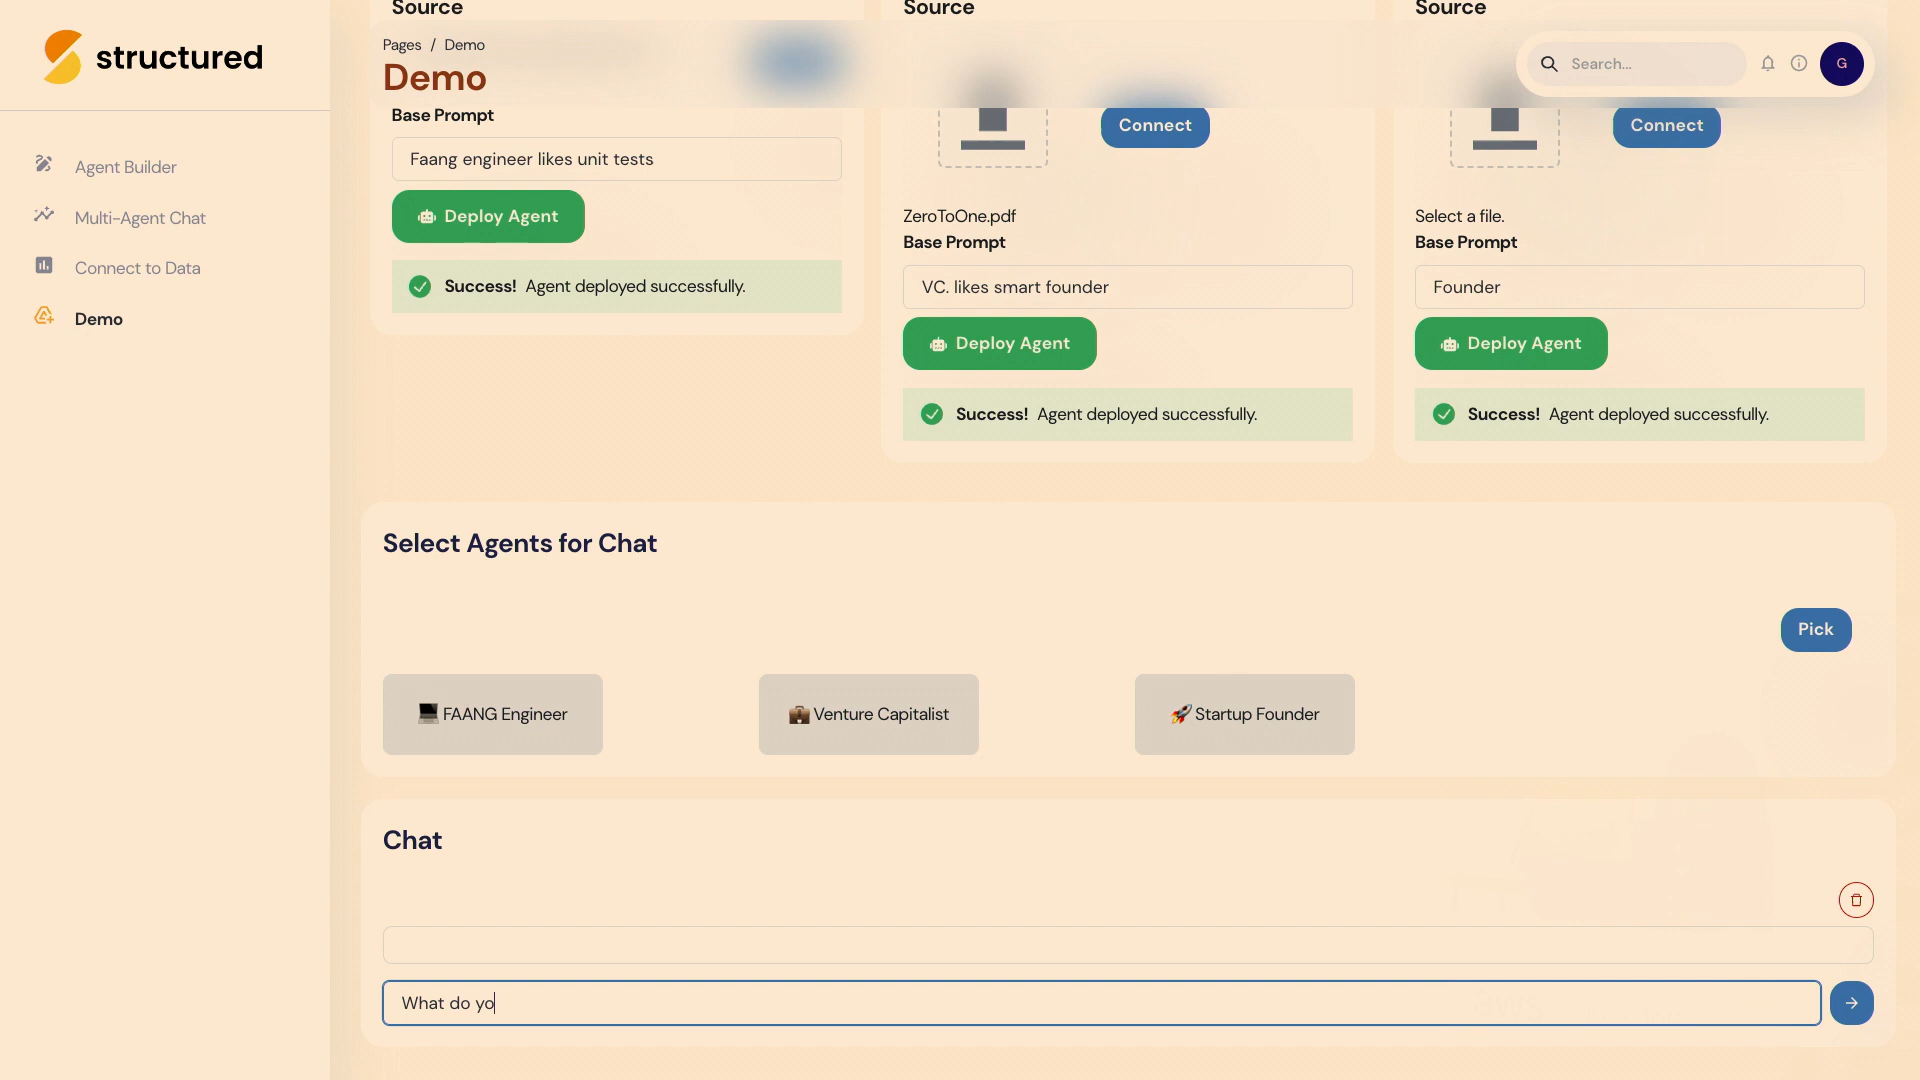 structured
Agent Builder
Multi-Agent Chat
Connect to Data
Demo
Source
Source
Source
Pages / Demo
Demo
Search...
G
Base Prompt
Faang engineer likes unit tests
Deploy Agent
Success! Agent deployed successfully.
Connect
ZeroToOne.pdf
Base Prompt
VC. likes smart founder
Deploy Agent
Success! Agent deployed successfully.
Connect
Select a file.
Base Prompt
Founder
Deploy Agent
Success! Agent deployed successfully.
Select Agents for Chat
Pick
FAANG Engineer
Venture Capitalist
Startup Founder
Chat
What do yo
aws